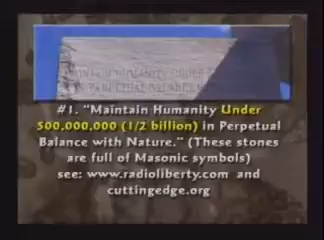 #1. "Maintain Humanity Under
500,000,000 (1/2 billion) in Perpetual
Balance with Nature." (These stones
are full of Masonic symbols)
see: www.radioliberty.com and
cuttingedge.org